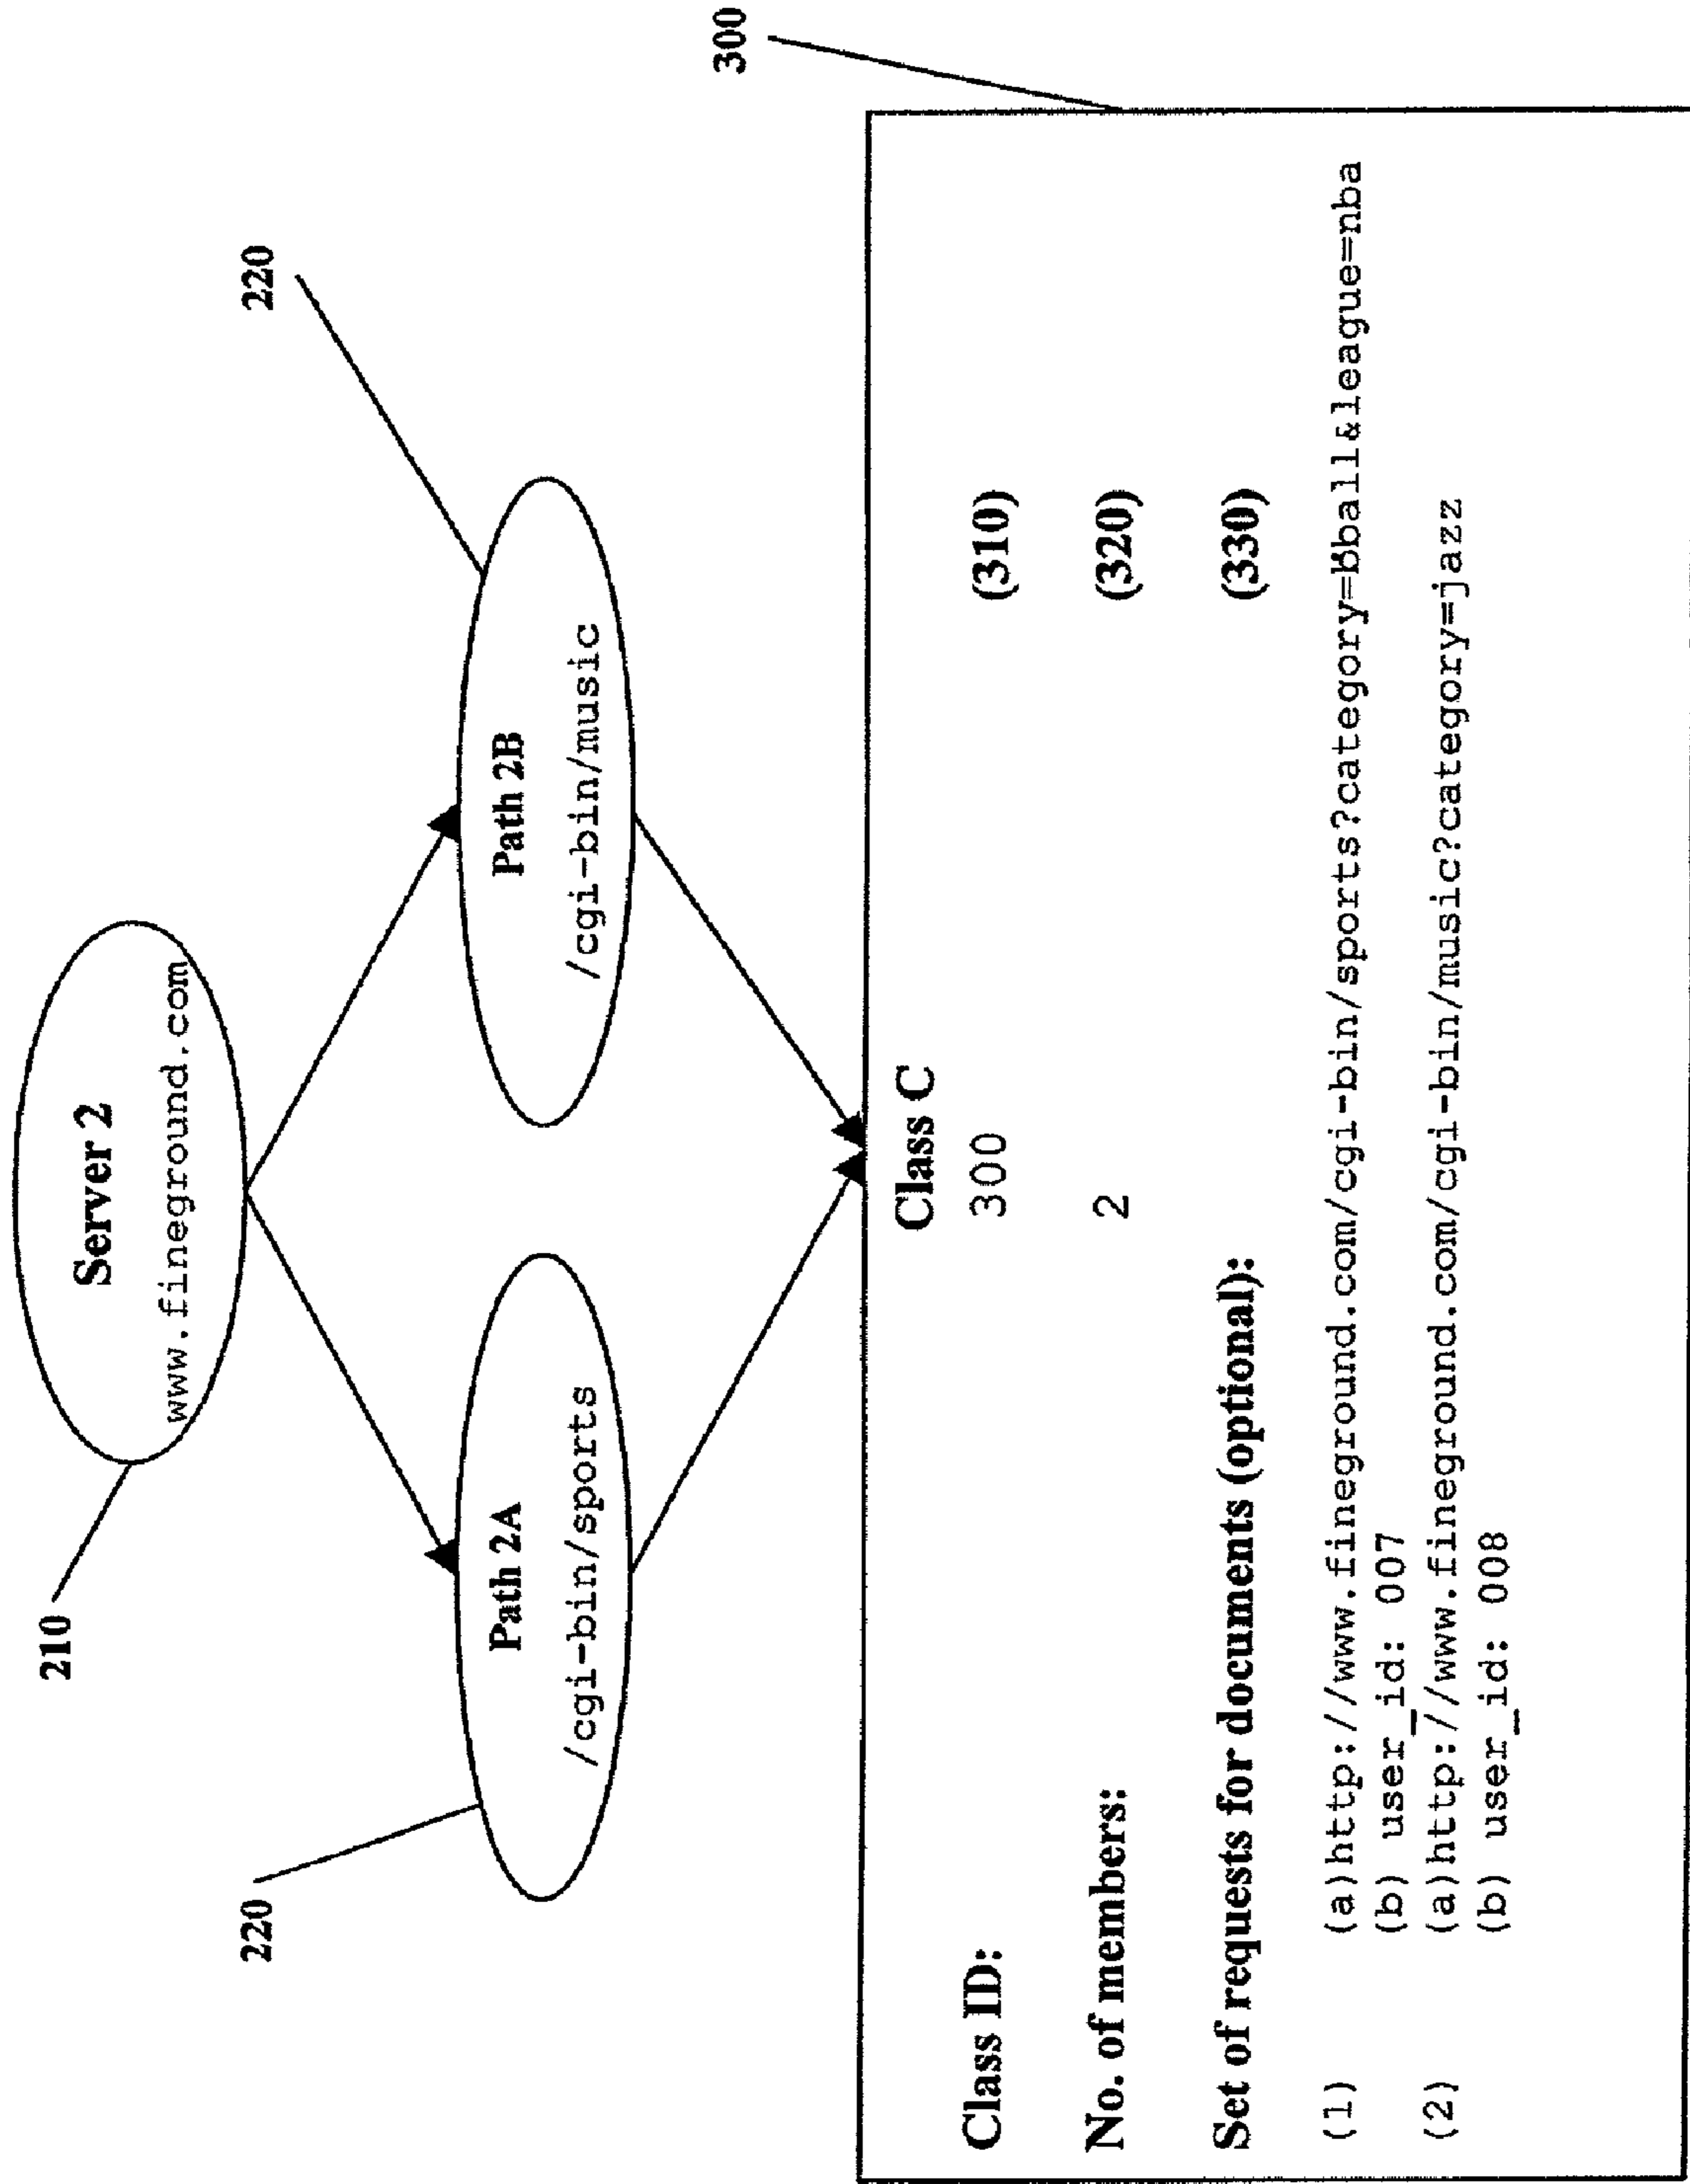 Server 2
www.fineground.com
210
220
220
Path 2A
/cgi-bin/sports
Path 2B
/cgi-bin/music
300
Class C
Class ID: 300 (310)
No. of members: 2 (320)
Set of requests for documents (optional): (330)
(1) (a)http://www.fineground.com/cgi-bin/sports?category=bball&league=nba
(b) user_id: 007
(2) (a)http://www.fineground.com/cgi-bin/music?category=jazz
(b) user_id: 008